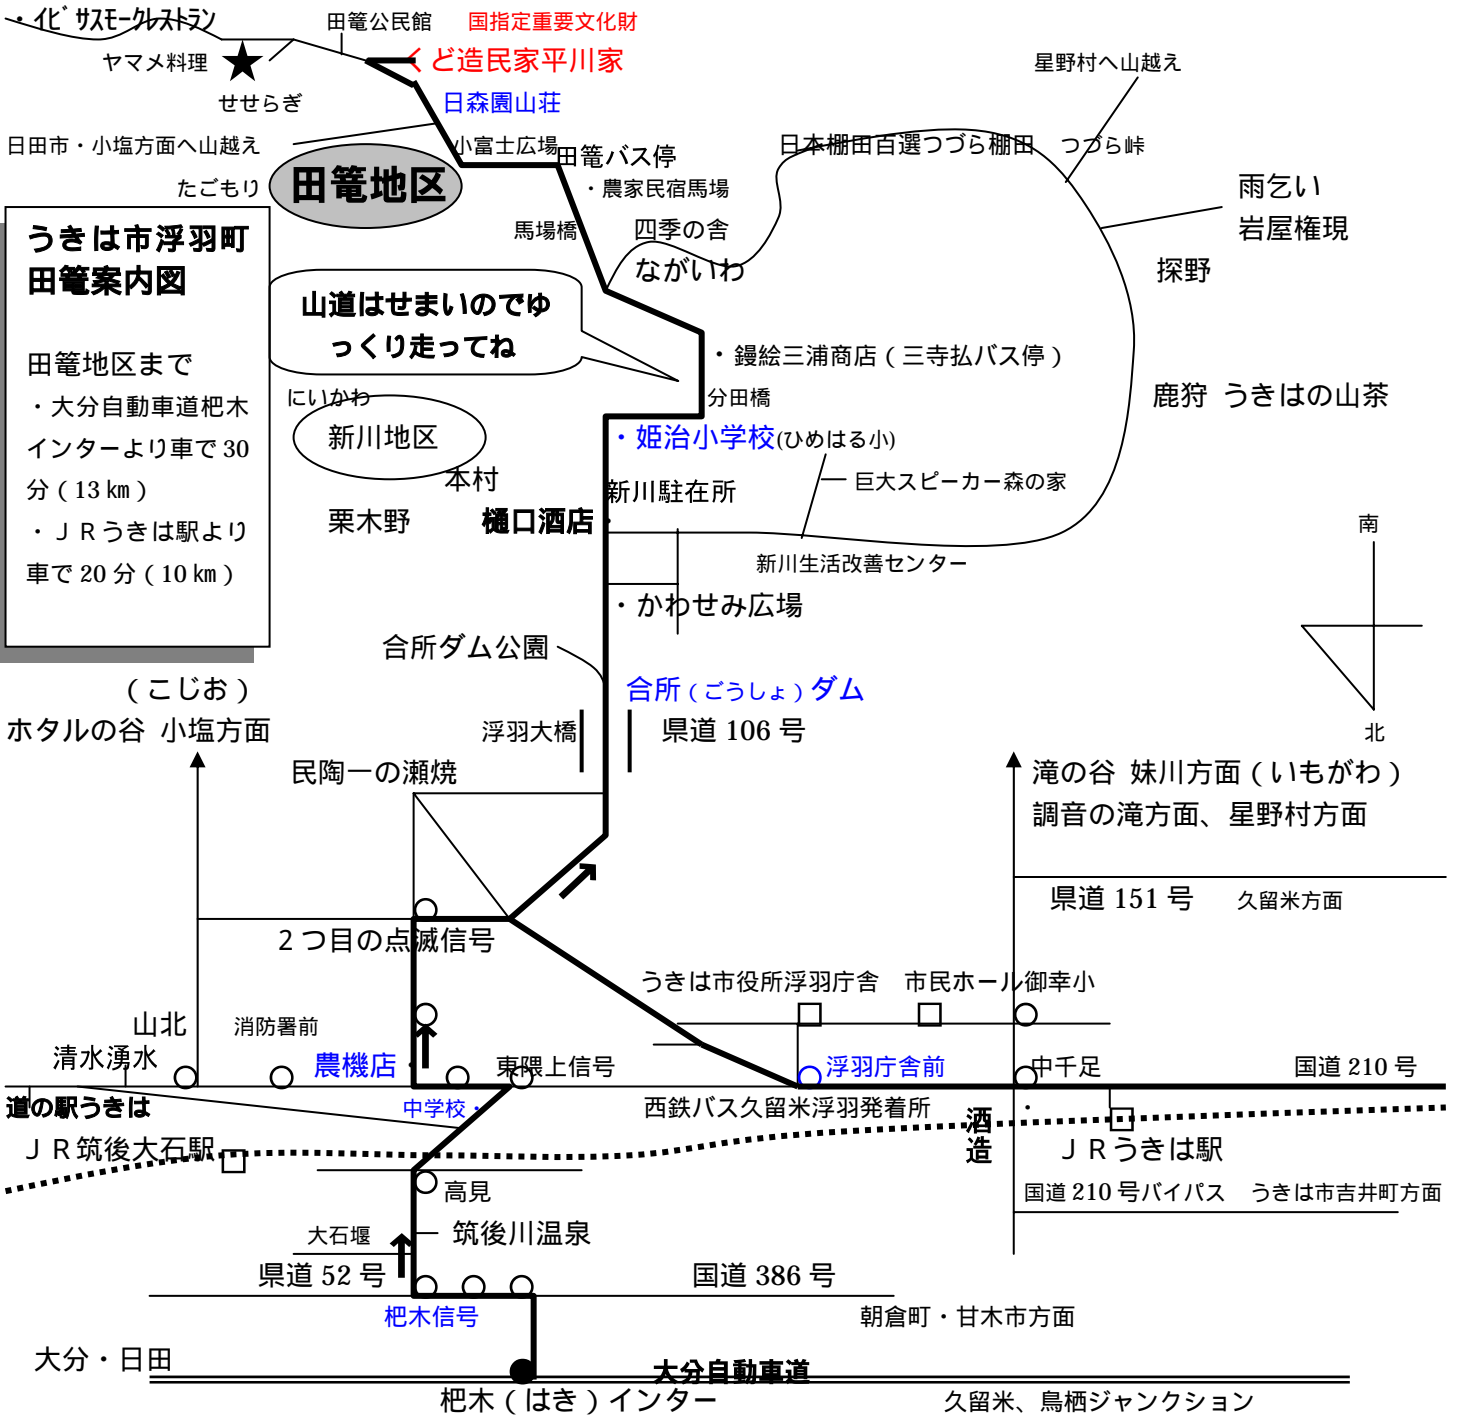 ・イビサスモークレストラン
田篭公民館
国指定重要文化財
ヤマメ料理
くど造民家平川家
星野村へ山越え
せせらぎ
日森園山荘
日田市・小塩方面へ山越え
小富士広場
田篭バス停
日本棚田百選つづら棚田
つづら峠
たごもり
田篭地区
・農家民宿馬場
雨乞い
岩屋権現
馬場橋
四季の舎
ながいわ
探野
うきは市浮羽町
田篭案内図
田篭地区まで
・大分自動車道杷木
インターより車で 30
分(13 ㎞)
・JRうきは駅より
車で 20 分(10 ㎞)
山道はせまいのでゆ
っくり走ってね
・鏝絵三浦商店(三寺払バス停)
分田橋
鹿狩 うきはの山茶
にいかわ
新川地区
・姫治小学校(ひめはる小)
本村
新川駐在所
巨大スピーカー森の家
栗木野
樋口酒店・
新川生活改善センター
南
・かわせみ広場
合所ダム公園
合所(ごうしょ)ダム
(こじお)
ホタルの谷 小塩方面
浮羽大橋
県道 106 号
北
民陶一の瀬焼
滝の谷 妹川方面(いもがわ)
調音の滝方面、星野村方面
県道 151 号
久留米方面
2つ目の点滅信号
うきは市役所浮羽庁舎
市民ホール御幸小
山北
消防署前
清水湧水
農機店・
東隈上信号
浮羽庁舎前
中千足
国道 210 号
道の駅うきは
中学校・
西鉄バス久留米浮羽発着所
酒造
・
JR筑後大石駅
JRうきは駅
高見
国道 210 号バイパス
うきは市吉井町方面
大石堰
筑後川温泉
県道 52 号
国道 386 号
杷木信号
朝倉町・甘木市方面
大分・日田
大分自動車道
杷木(はき)インター
久留米、鳥栖ジャンクション